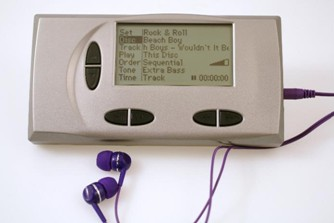 Set Rock & Roll
Disc Beach Boy
Track h Boys - Wouldn't It Be
Play This Disc
Order Sequential
Tone Extra Bass
Time Track 00:00:00